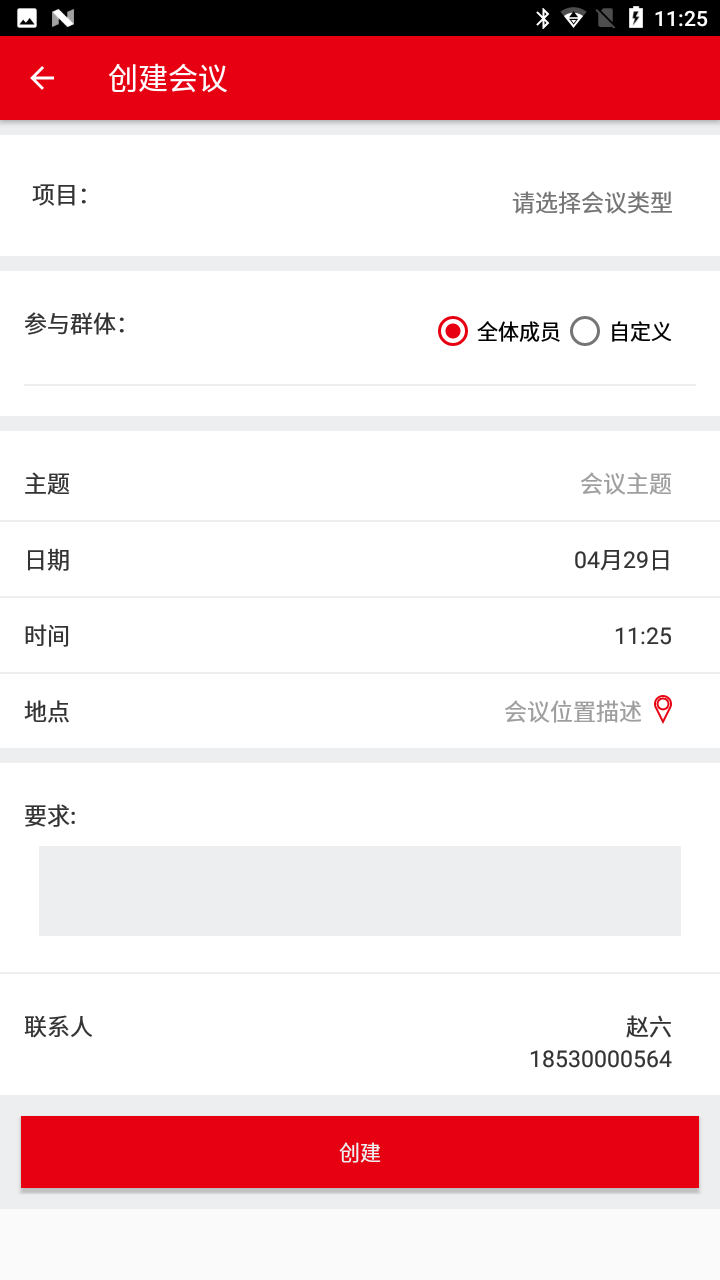 11:25
创建会议
项目：
请选择会议类型
参与群体：
全体成员 自定义
主题
会议主题
日期
04月29日
时间
11:25
地点
会议位置描述
要求:
联系人
赵六
18530000564
创建